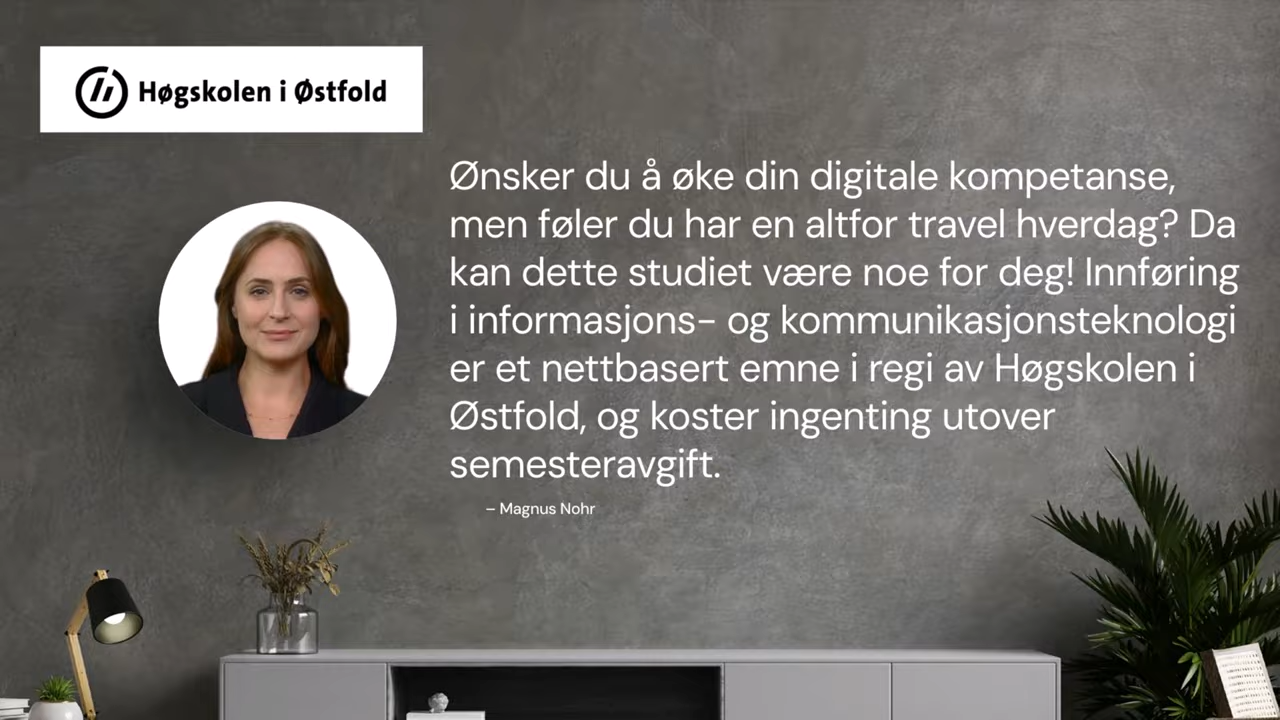 Høgskolen i Østfold
Ønsker du å øke din digitale kompetanse,
men føler du har en altfor travel hverdag? Da
kan dette studiet være noe for deg! Innføring
i informasjons- og kommunikasjonsteknologi
er et nettbasert emne i regi av Høgskolen i
Østfold, og koster ingenting utover
semesteravgift.
– Magnus Nohr